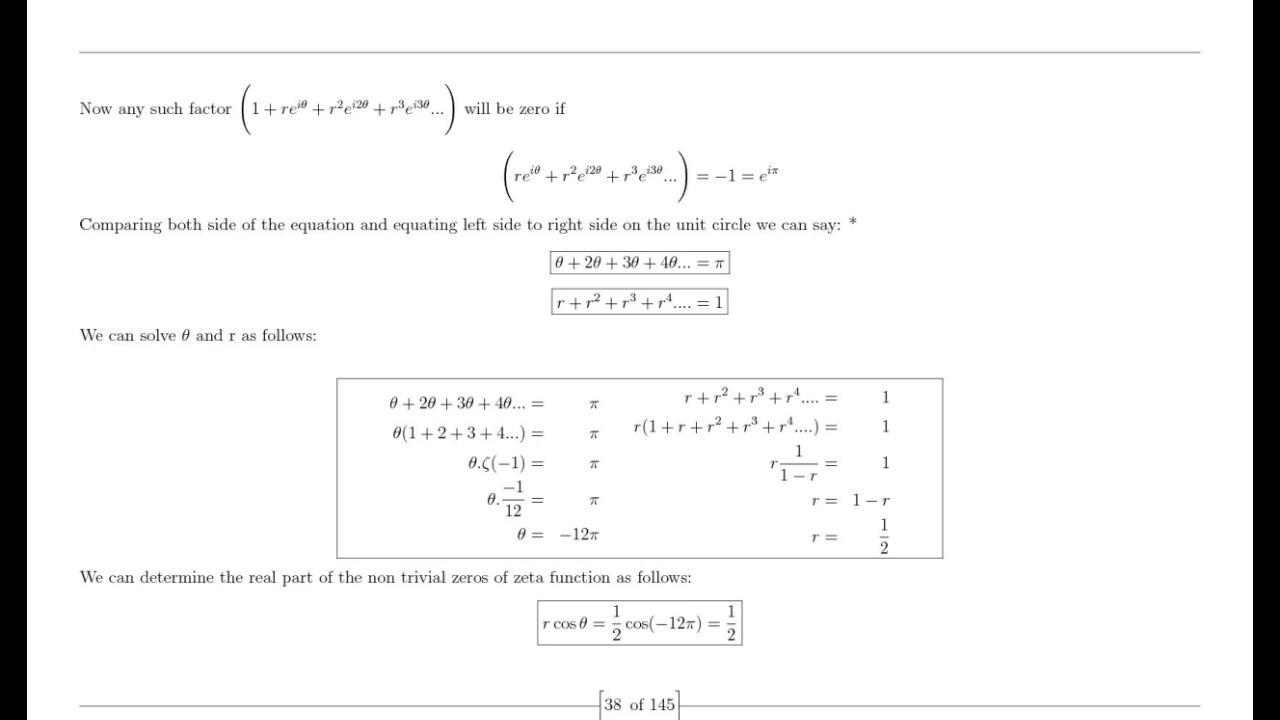 Now any such factor (1 + re^{iθ} + r^2e^{i2θ} + r^3e^{i3θ}...) will be zero if
(re^{iθ} + r^2e^{i2θ} + r^3e^{i3θ}...) = −1 = e^{iπ}
Comparing both side of the equation and equating left side to right side on the unit circle we can say: *
θ + 2θ + 3θ + 4θ... = π
r + r^2 + r^3 + r^4.... = 1
We can solve θ and r as follows:
θ + 2θ + 3θ + 4θ... = π
θ(1 + 2 + 3 + 4...) = π
θ.ζ(−1) = π
θ.\frac{−1}{12} = π
θ = −12π
r + r^2 + r^3 + r^4.... = 1
r(1 + r + r^2 + r^3 + r^4....) = 1
r\frac{1}{1 − r} = 1
r = 1 − r
r = \frac{1}{2}
We can determine the real part of the non trivial zeros of zeta function as follows:
r cos θ = \frac{1}{2} cos(−12π) = \frac{1}{2}
[38 of 145]